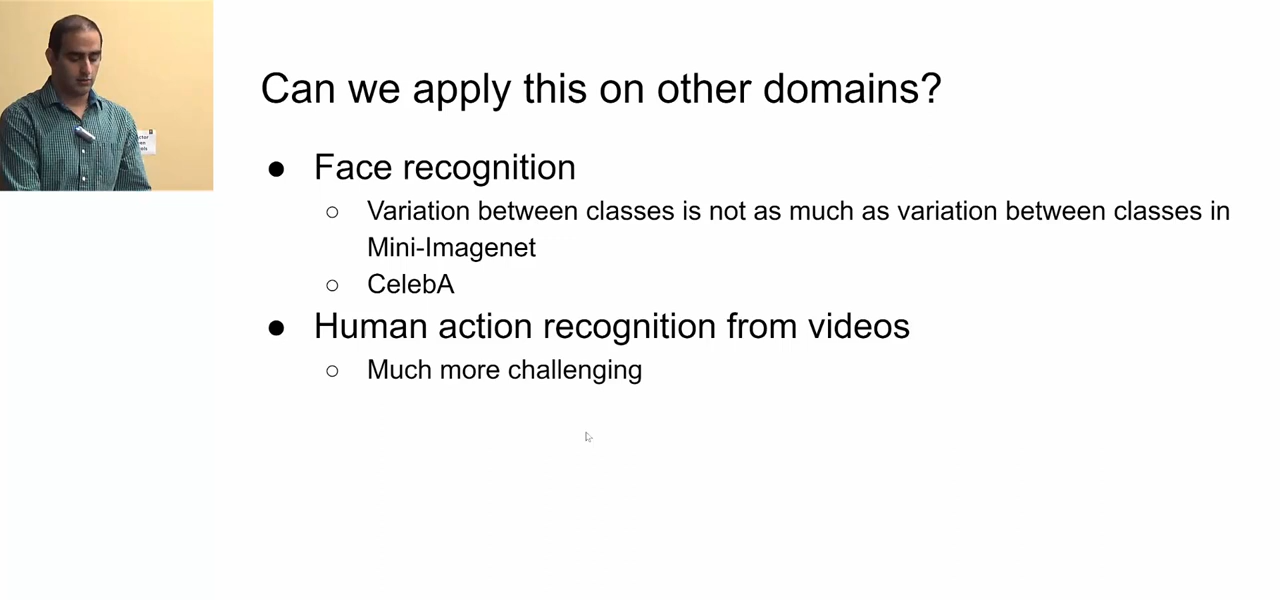 Can we apply this on other domains?
● Face recognition
○ Variation between classes is not as much as variation between classes in
Mini-Imagenet
○ CelebA
● Human action recognition from videos
○ Much more challenging